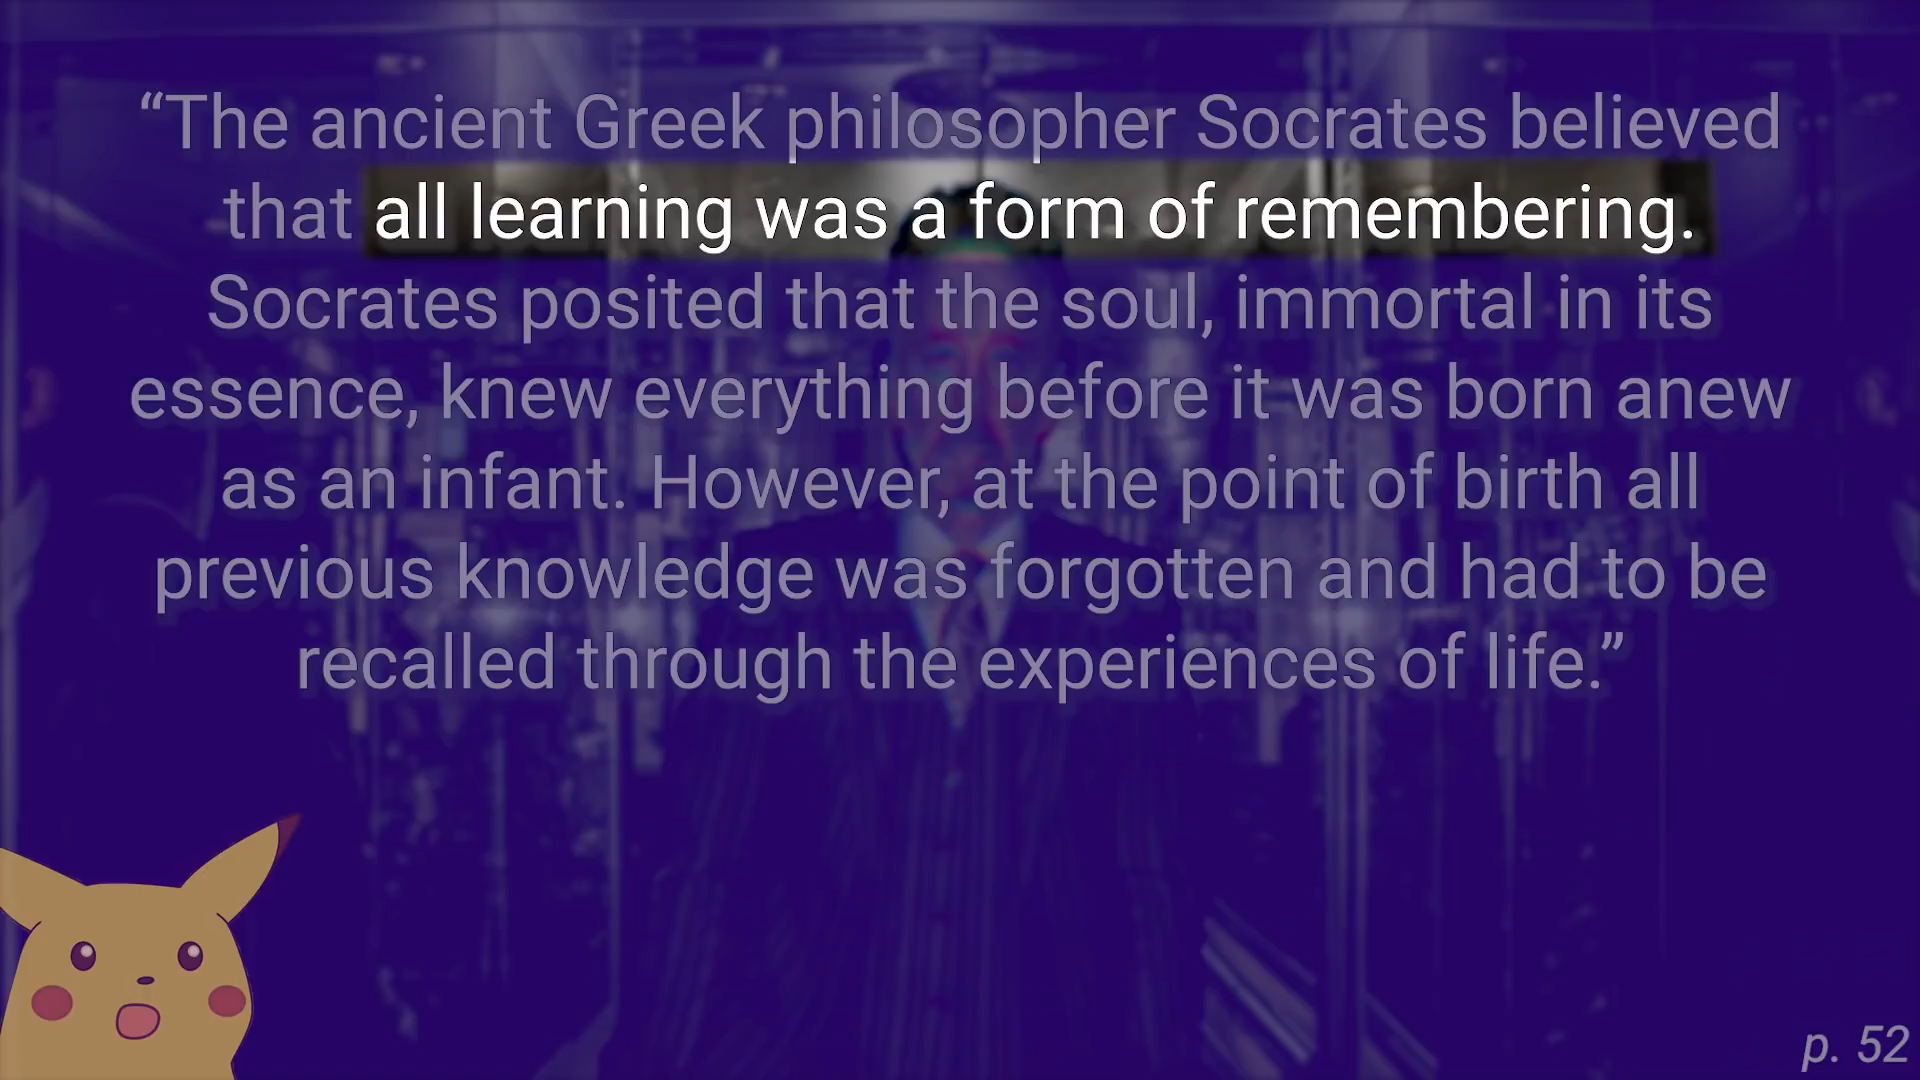 “The ancient Greek philosopher Socrates believed
that all learning was a form of remembering.
Socrates posited that the soul, immortal in its
essence, knew everything before it was born anew
as an infant. However, at the point of birth all
previous knowledge was forgotten and had to be
recalled through the experiences of life.”
p. 52